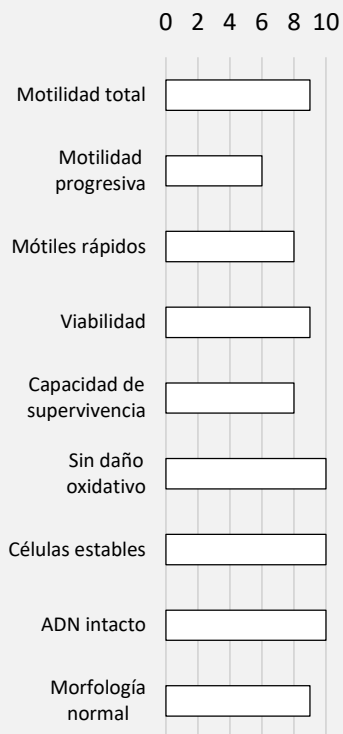 0 2 4 6 8 10
Motilidad total
Motilidad
progresiva
Mótiles rápidos
Viabilidad
Capacidad de
supervivencia
Sin daño
oxidativo
Células estables
ADN intacto
Morfología
normal